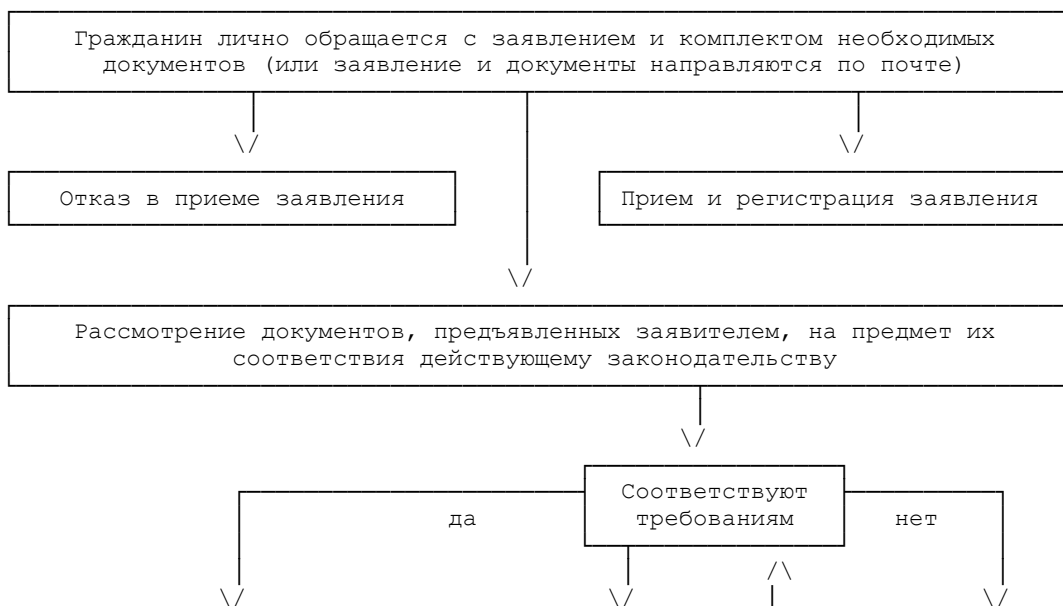 Гражданин лично обращается с заявлением и комплектом необходимых
документов (или заявление и документы направляются по почте)
Отказ в приеме заявления
Прием и регистрация заявления
Рассмотрение документов, предъявленных заявителем, на предмет их
соответствия действующему законодательству
Соответствуют
да
требованиям
нет